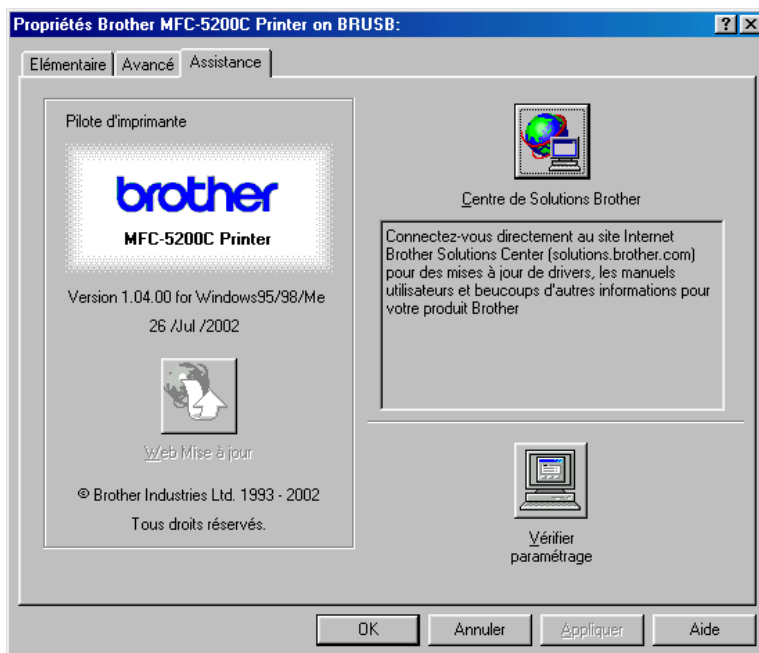 Propriétés Brother MFC-5200C Printer on BRUSB:
Elémentaire
Avancé
Assistance
Pilote d'imprimante
brother
MFC-5200C Printer
Version 1.04.00 for Windows95/98/Me
26 /Jul /2002
Web Mise à jour
© Brother Industries Ltd. 1993 - 2002
Tous droits réservés.
Centre de Solutions Brother
Connectez-vous directement au site Internet
Brother Solutions Center (solutions.brother.com)
pour des mises à jour de drivers, les manuels
utilisateurs et beucoups d'autres informations pour
votre produit Brother
Vérifier
paramétrage
OK
Annuler
Appliquer
Aide